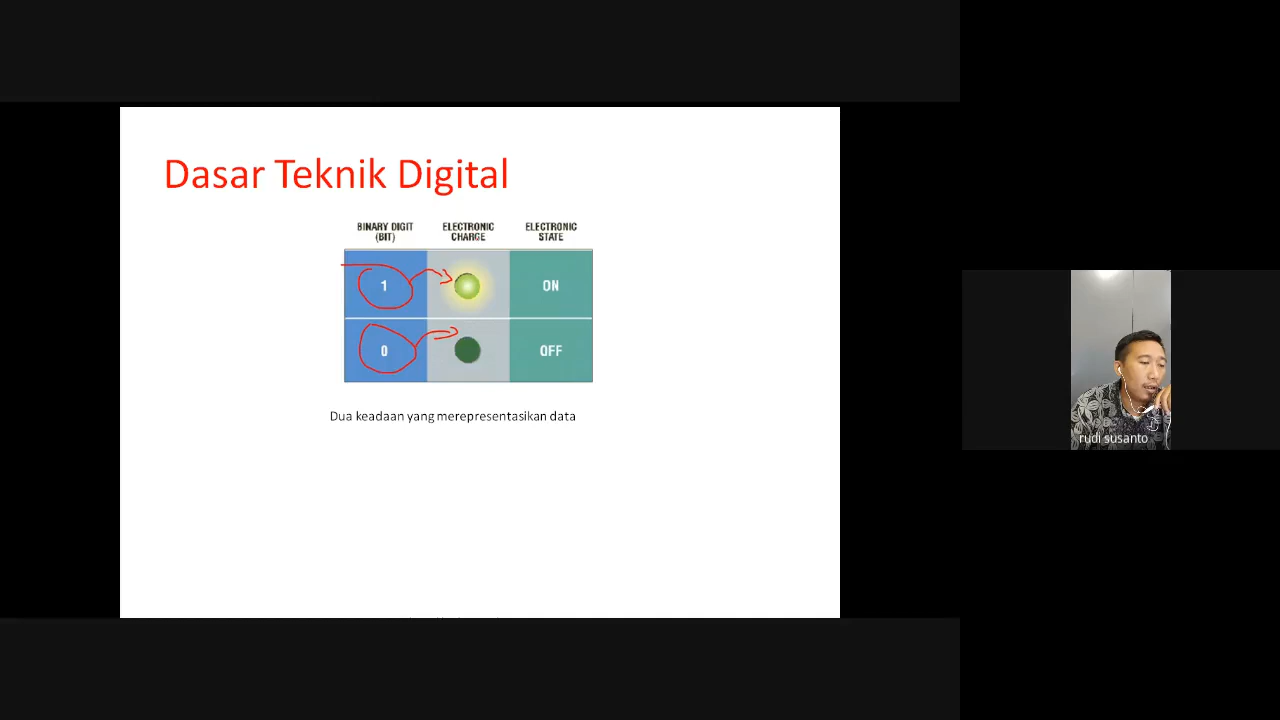 Dasar Teknik Digital
BINARY DIGIT
(BIT)
ELECTRONIC
CHARGE
ELECTRONIC
STATE
1
ON
0
OFF
Dua keadaan yang merepresentasikan data
rudi susanto